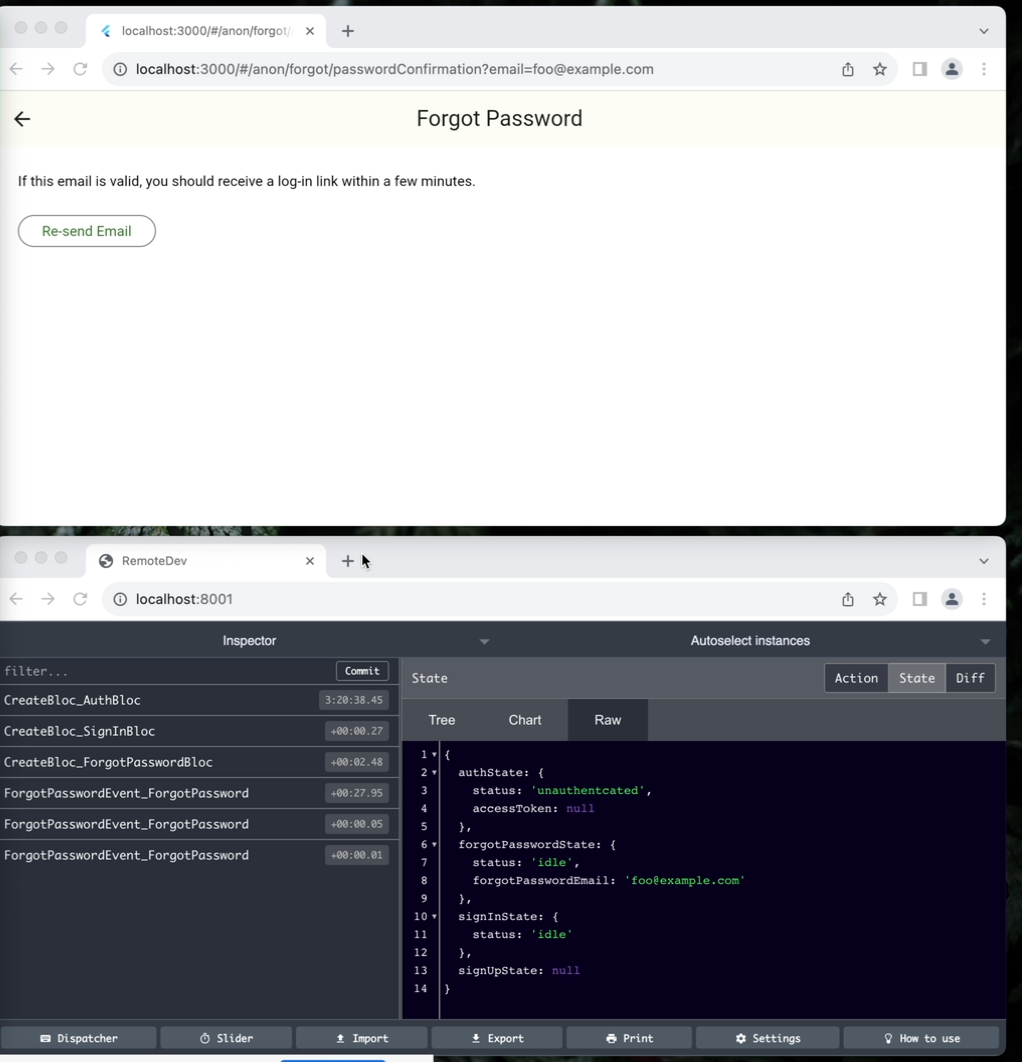 localhost:3000/#/anon/forgot/
localhost:3000/#/anon/forgot/passwordConfirmation?email=foo@example.com
Forgot Password
If this email is valid, you should receive a log-in link within a few minutes.
Re-send Email
RemoteDev
localhost:8001
Inspector
Autoselect instances
filter...
Commit
CreateBloc_AuthBloc
3:20:38.45
CreateBloc_SignInBloc
+00:00.27
CreateBloc_ForgotPasswordBloc
+00:02.48
ForgotPasswordEvent_ForgotPassword
+00:27.95
ForgotPasswordEvent_ForgotPassword
+00:00.05
ForgotPasswordEvent_ForgotPassword
+00:00.01
State
Action
State
Diff
Tree
Chart
Raw
1 {
2 authState: {
3 status: 'unauthentcated',
4 accessToken: null
5 },
6 forgotPasswordState: {
7 status: 'idle',
8 forgotPasswordEmail: 'foo@example.com'
9 },
10 signInState: {
11 status: 'idle'
12 },
13 signUpState: null
14 }
Dispatcher
Slider
Import
Export
Print
Settings
How to use